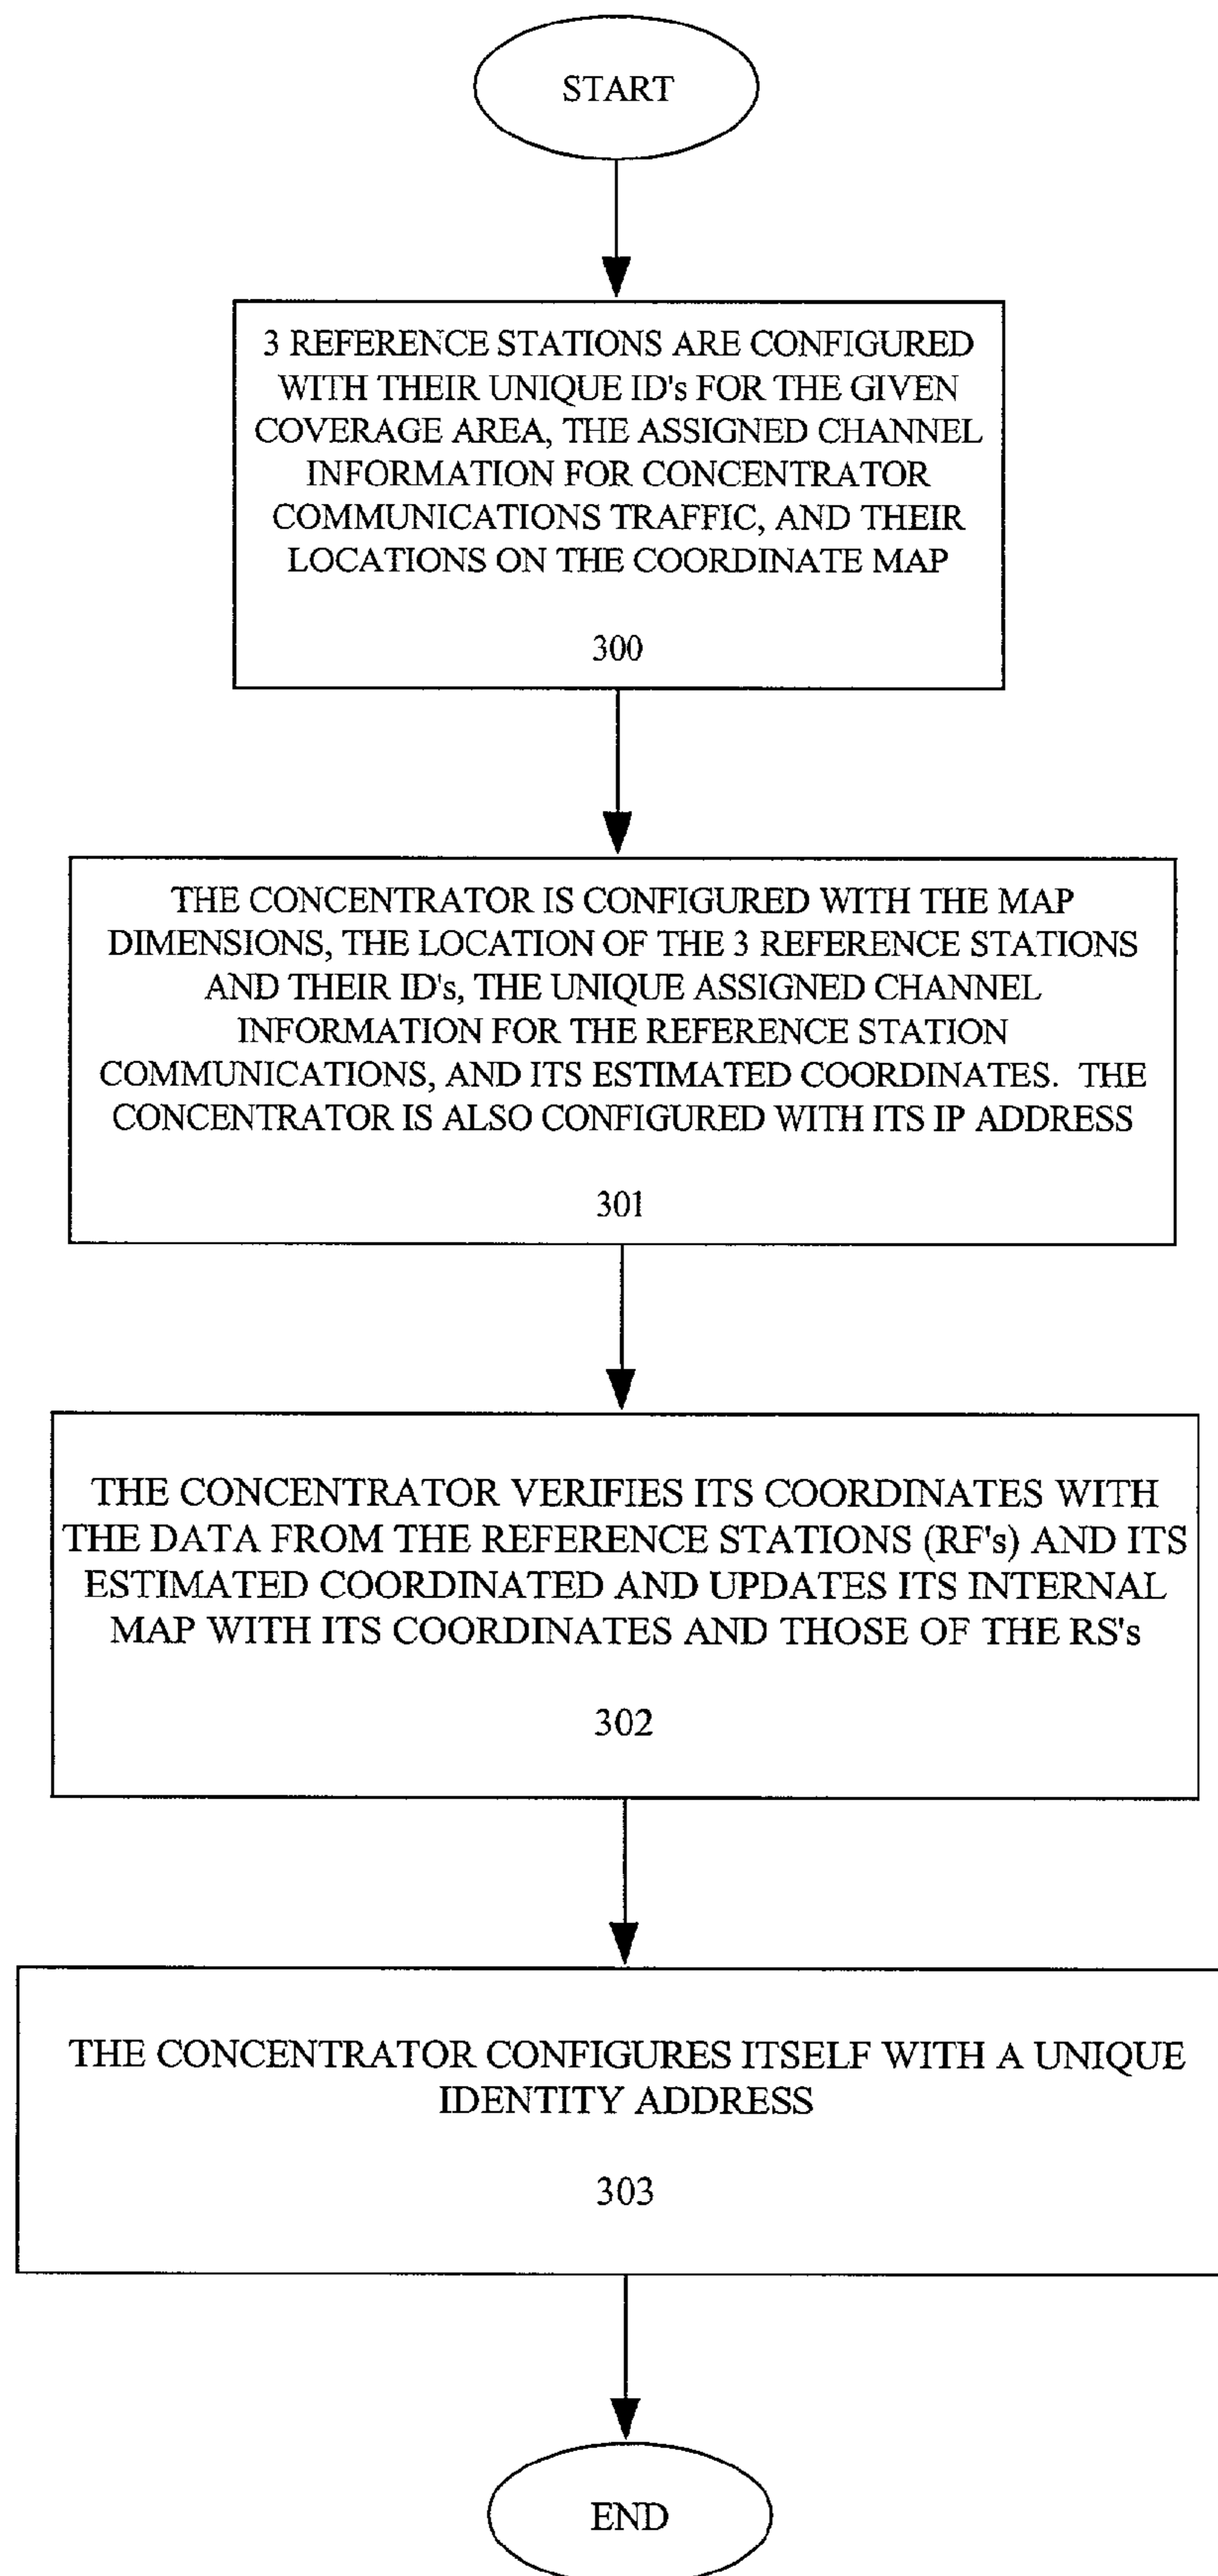 START
3 REFERENCE STATIONS ARE CONFIGURED
WITH THEIR UNIQUE ID's FOR THE GIVEN
COVERAGE AREA, THE ASSIGNED CHANNEL
INFORMATION FOR CONCENTRATOR
COMMUNICATIONS TRAFFIC, AND THEIR
LOCATIONS ON THE COORDINATE MAP
300
THE CONCENTRATOR IS CONFIGURED WITH THE MAP
DIMENSIONS, THE LOCATION OF THE 3 REFERENCE STATIONS
AND THEIR ID's, THE UNIQUE ASSIGNED CHANNEL
INFORMATION FOR THE REFERENCE STATION
COMMUNICATIONS, AND ITS ESTIMATED COORDINATES. THE
CONCENTRATOR IS ALSO CONFIGURED WITH ITS IP ADDRESS
301
THE CONCENTRATOR VERIFIES ITS COORDINATES WITH
THE DATA FROM THE REFERENCE STATIONS (RF's) AND ITS
ESTIMATED COORDINATED AND UPDATES ITS INTERNAL
MAP WITH ITS COORDINATES AND THOSE OF THE RS's
302
THE CONCENTRATOR CONFIGURES ITSELF WITH A UNIQUE
IDENTITY ADDRESS
303
END